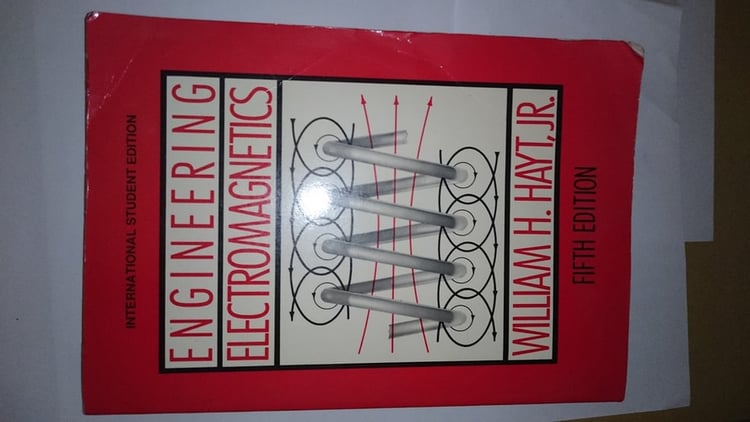 INTERNATIONAL STUDENT EDITION
ENGINEERING
ELECTROMAGNETICS
WILLIAM H. HAYT, JR.
FIFTH EDITION